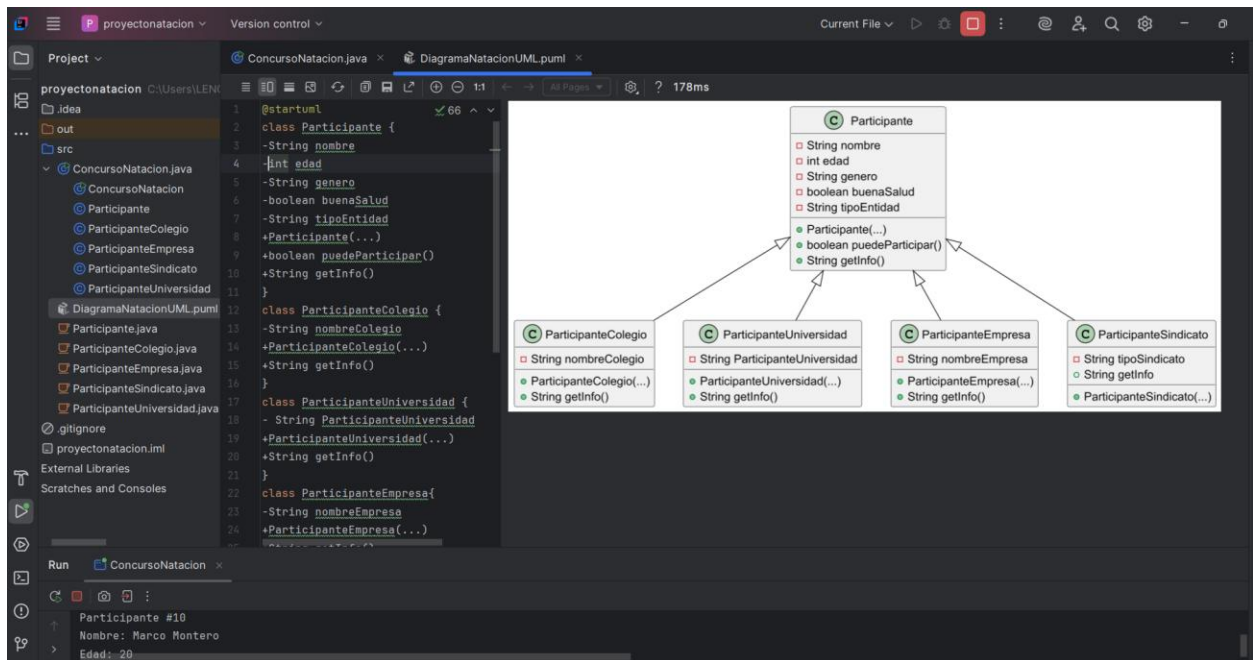 P proyectonatacion
Version control
Current File
Project
ConcursoNatacion.java
DiagramaNatacionUML.puml
proyectonatacion C:\Users\LENO
.idea
out
src
ConcursoNatacion.java
ConcursoNatacion
Participante
ParticipanteColegio
ParticipanteEmpresa
ParticipanteSindicato
ParticipanteUniversidad
DiagramaNatacionUML.puml
Participante.java
ParticipanteColegio.java
ParticipanteEmpresa.java
ParticipanteSindicato.java
ParticipanteUniversidad.java
.gitignore
proyectonatacion.iml
External Libraries
Scratches and Consoles
1:1
All Pages
? 178ms
66
1 @startuml
2 class Participante {
3 -String nombre
4 -int edad
5 -String genero
6 -boolean buenaSalud
7 -String tipoEntidad
8 +Participante(...)
9 +boolean puedeParticipar()
10 +String getInfo()
11 }
12 class ParticipanteColegio {
13 -String nombreColegio
14 +ParticipanteColegio(...)
15 +String getInfo()
16 }
17 class ParticipanteUniversidad {
18 - String ParticipanteUniversidad
19 +ParticipanteUniversidad(...)
20 +String getInfo()
21 }
22 class ParticipanteEmpresa{
23 -String nombreEmpresa
24 +ParticipanteEmpresa(...)
C Participante
String nombre
int edad
String genero
boolean buenaSalud
String tipoEntidad
Participante(...)
boolean puedeParticipar()
String getInfo()
C ParticipanteColegio
String nombreColegio
ParticipanteColegio(...)
String getInfo()
C ParticipanteUniversidad
String ParticipanteUniversidad
ParticipanteUniversidad(...)
String getInfo()
C ParticipanteEmpresa
String nombreEmpresa
ParticipanteEmpresa(...)
String getInfo()
C ParticipanteSindicato
String tipoSindicato
String getInfo
ParticipanteSindicato(...)
Run
ConcursoNatacion
Participante #10
Nombre: Marco Montero
Edad: 20